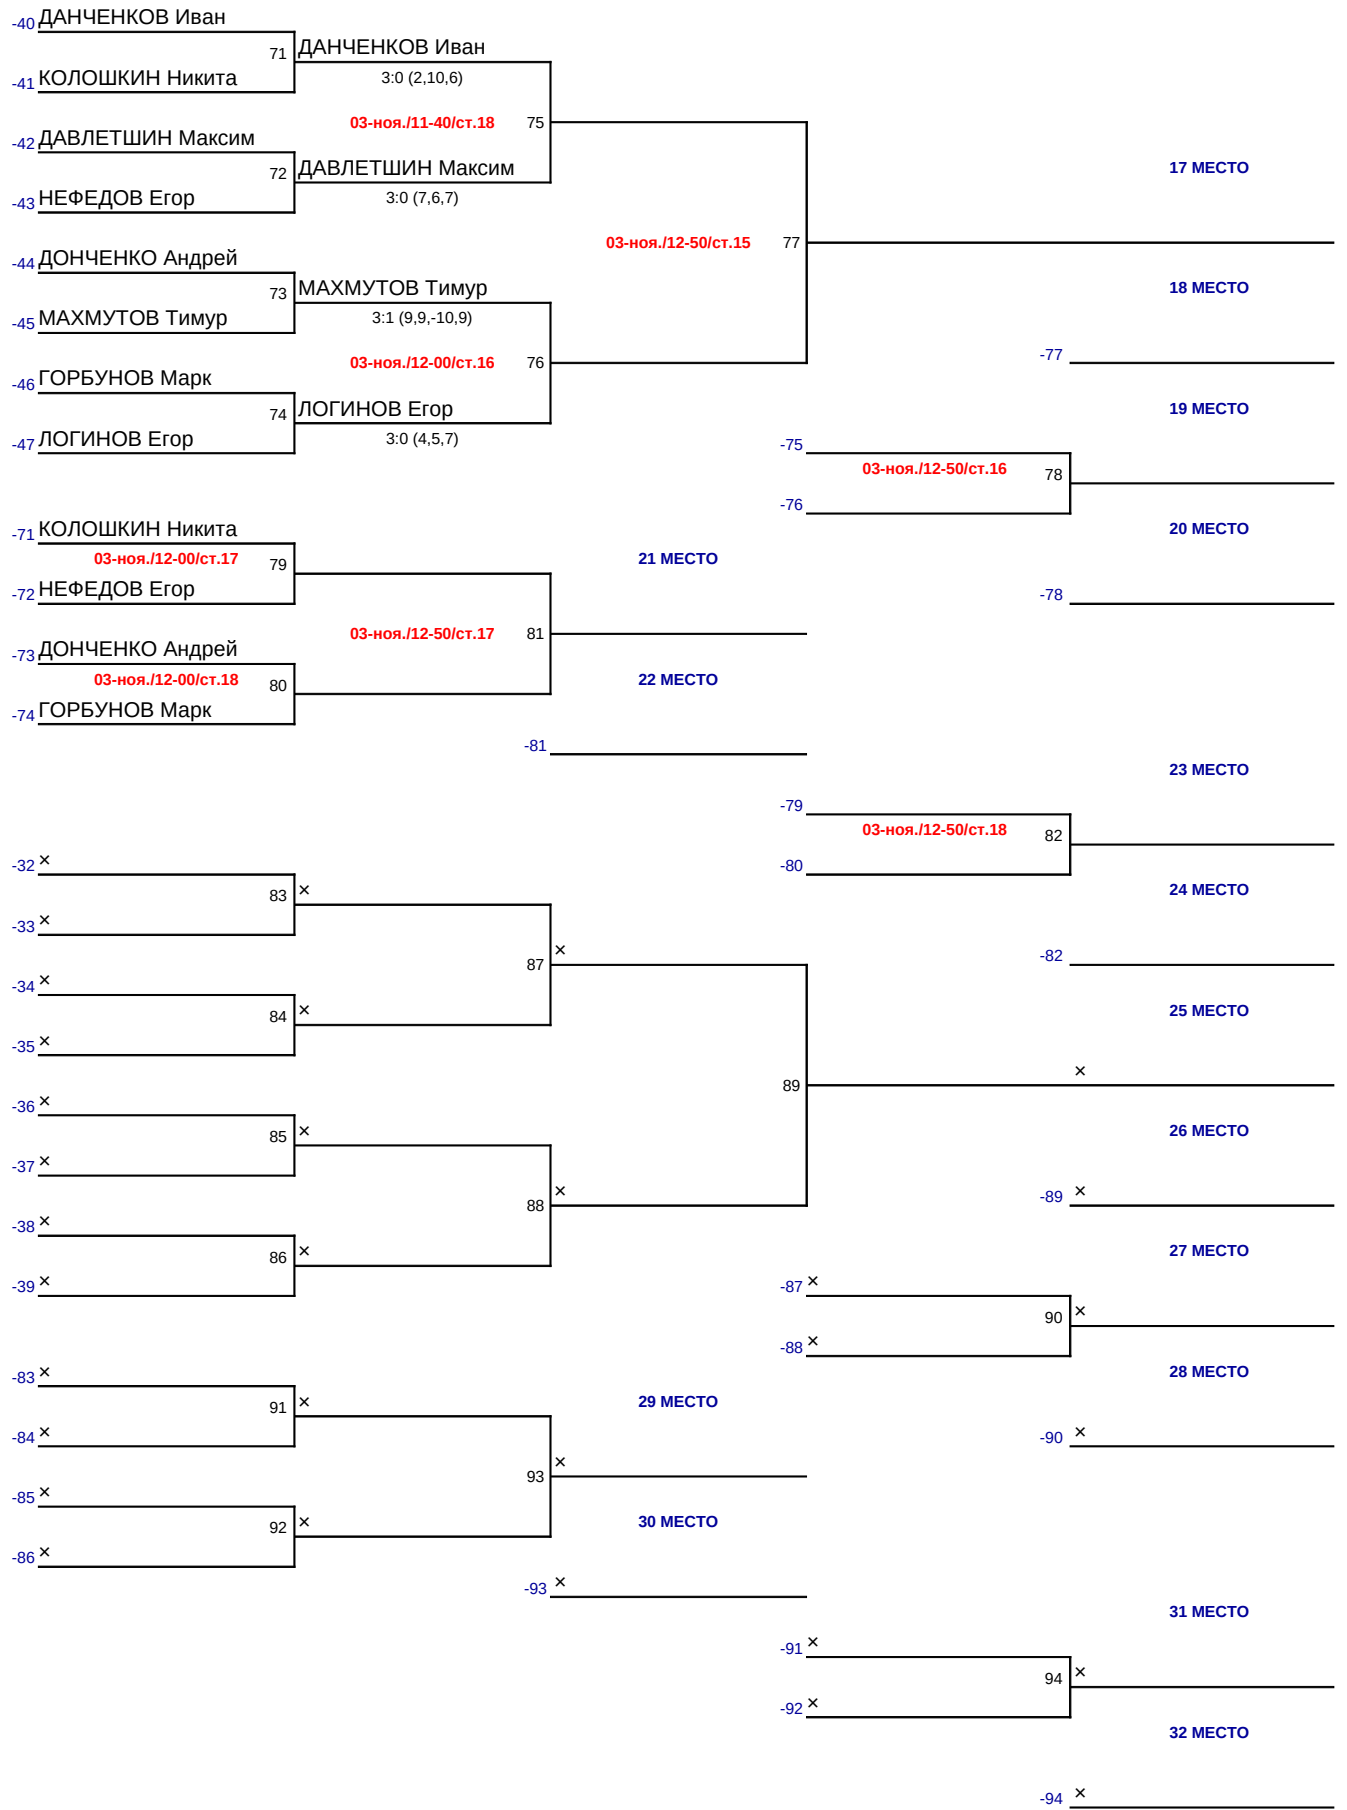 -40 ДАНЧЕНКОВ Иван
71 ДАНЧЕНКОВ Иван
-41 КОЛОШКИН Никита
3:0 (2,10,6)
03-ноя./11-40/ст.18 75
-42 ДАВЛЕТШИН Максим
72 ДАВЛЕТШИН Максим
17 МЕСТО
-43 НЕФЕДОВ Егор
3:0 (7,6,7)
03-ноя./12-50/ст.15 77
-44 ДОНЧЕНКО Андрей
73 МАХМУТОВ Тимур
18 МЕСТО
-45 МАХМУТОВ Тимур
3:1 (9,9,-10,9)
03-ноя./12-00/ст.16 76
-77
-46 ГОРБУНОВ Марк
74 ЛОГИНОВ Егор
19 МЕСТО
-47 ЛОГИНОВ Егор
3:0 (4,5,7)
-75
03-ноя./12-50/ст.16 78
-76
-71 КОЛОШКИН Никита
20 МЕСТО
03-ноя./12-00/ст.17 79
21 МЕСТО
-72 НЕФЕДОВ Егор
-78
03-ноя./12-50/ст.17 81
-73 ДОНЧЕНКО Андрей
03-ноя./12-00/ст.18 80
22 МЕСТО
-74 ГОРБУНОВ Марк
-81
23 МЕСТО
-79
03-ноя./12-50/ст.18 82
-32 ×
-80
83 ×
24 МЕСТО
-33 ×
87 ×
-82
-34 ×
84 ×
25 МЕСТО
-35 ×
89 ×
-36 ×
85 ×
26 МЕСТО
-37 ×
88 ×
-89 ×
-38 ×
86 ×
27 МЕСТО
-39 ×
-87 ×
90 ×
-88 ×
-83 ×
28 МЕСТО
91 ×
29 МЕСТО
-84 ×
-90 ×
93 ×
-85 ×
92 ×
30 МЕСТО
-86 ×
-93 ×
31 МЕСТО
-91 ×
94 ×
-92 ×
32 МЕСТО
-94 ×